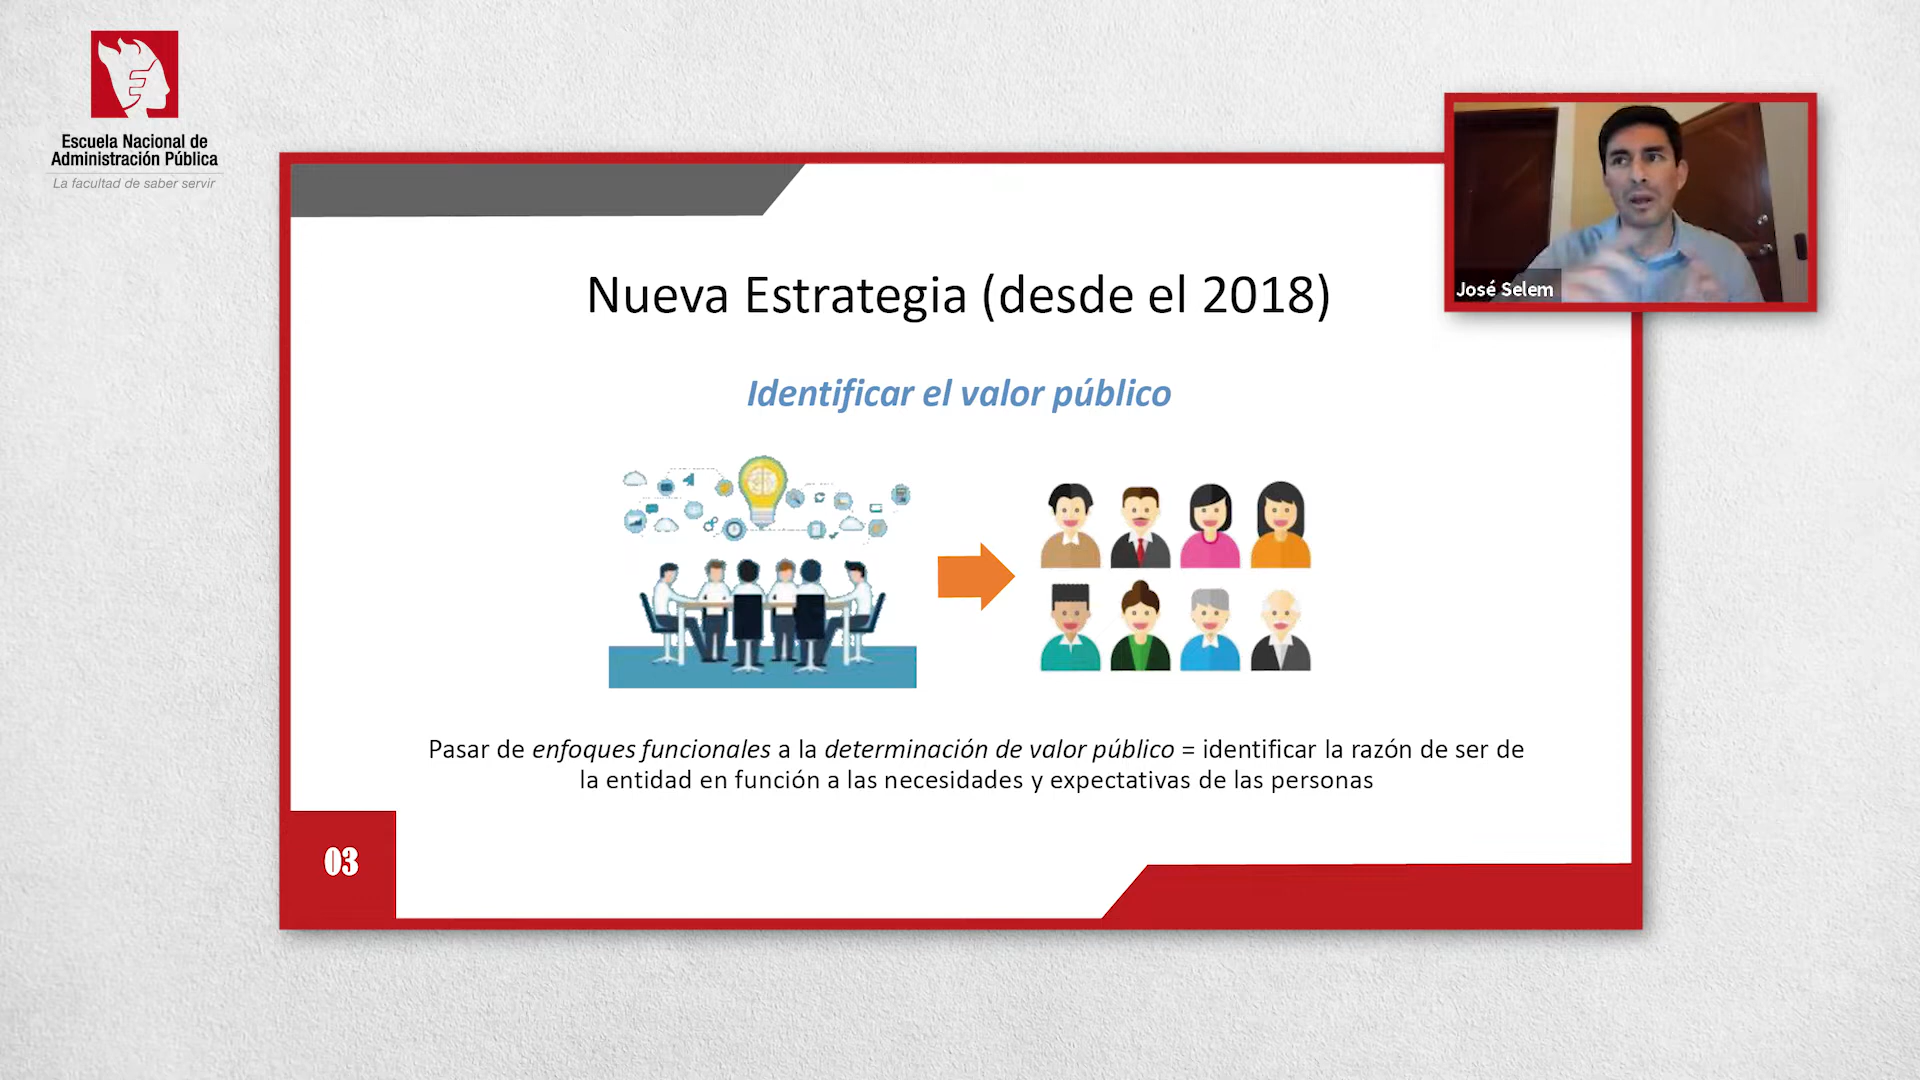 Escuela Nacional de
Administración Pública
La facultad de saber servir
José Selem
Nueva Estrategia (desde el 2018)
Identificar el valor público
Pasar de enfoques funcionales a la determinación de valor público = identificar la razón de ser de
la entidad en función a las necesidades y expectativas de las personas
03